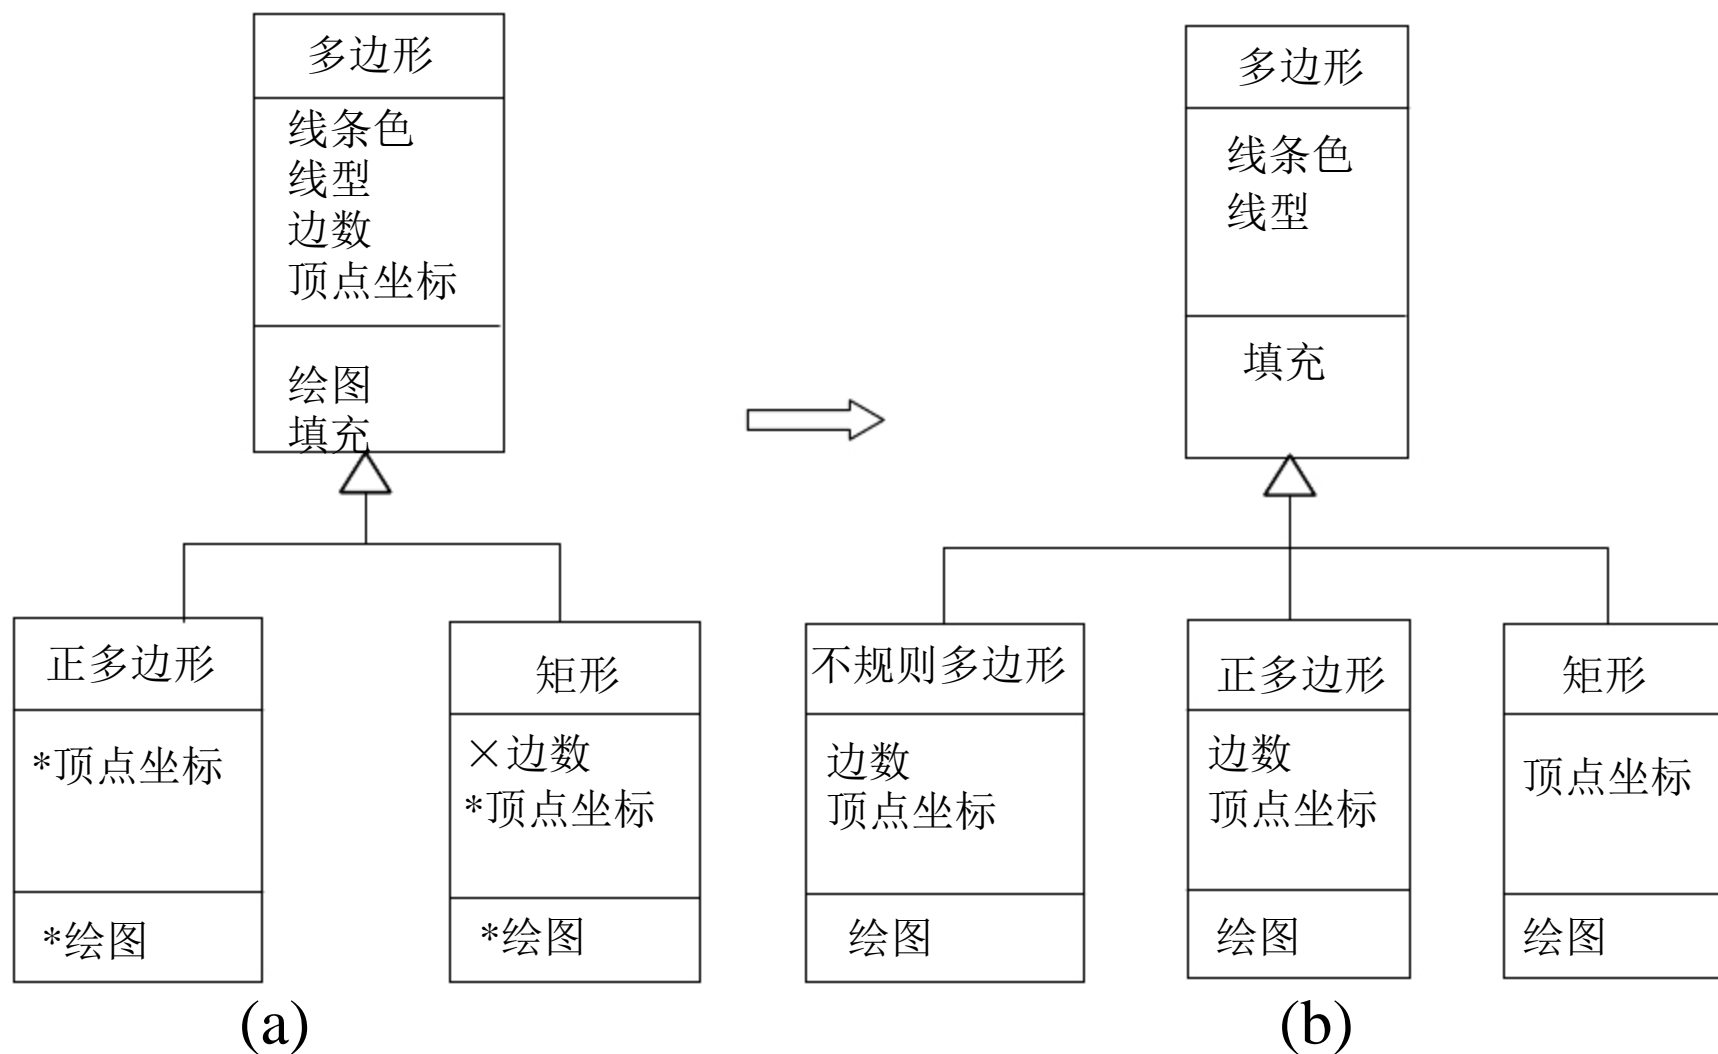 多边形
线条色
线型
边数
顶点坐标
绘图
填充
正多边形
*顶点坐标
*绘图
矩形
×边数
*顶点坐标
*绘图
(a)
多边形
线条色
线型
填充
不规则多边形
边数
顶点坐标
绘图
正多边形
边数
顶点坐标
绘图
矩形
顶点坐标
绘图
(b)